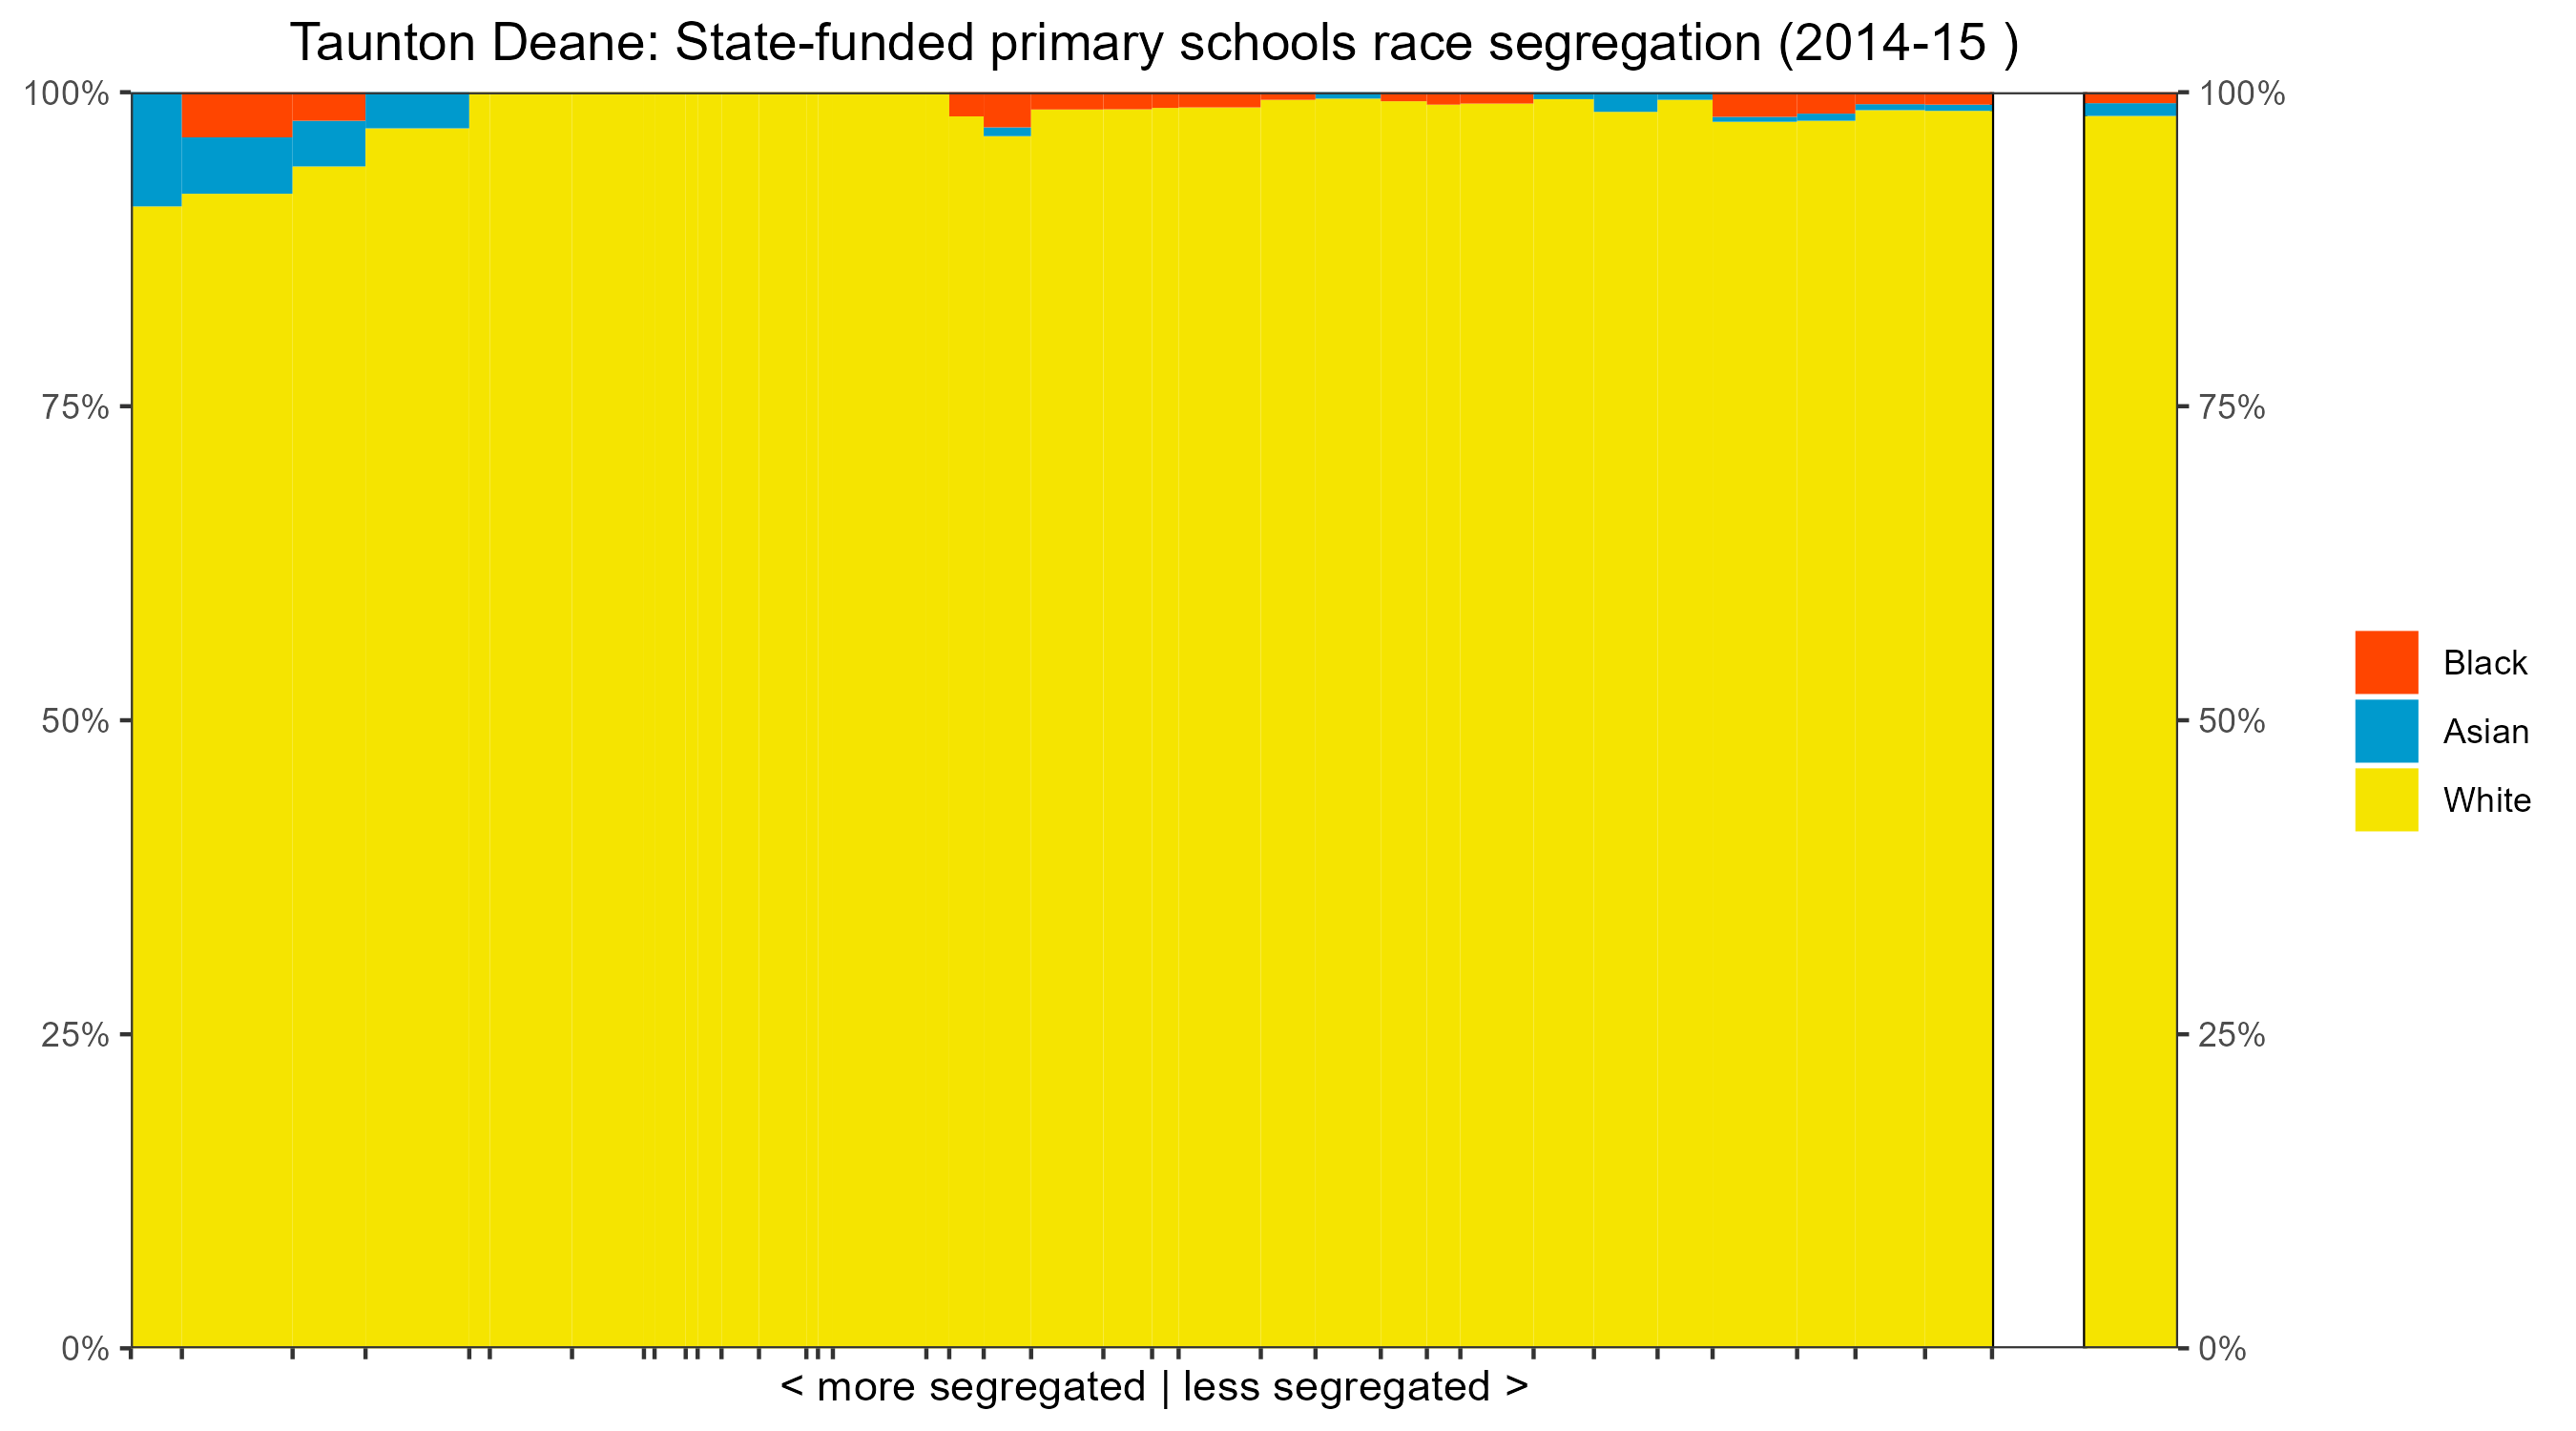 Taunton Deane: State-funded primary schools race segregation (2014-15 )
100%
75%
50%
25%
0%
100%
75%
50%
25%
0%
Black
Asian
White
< more segregated | less segregated >